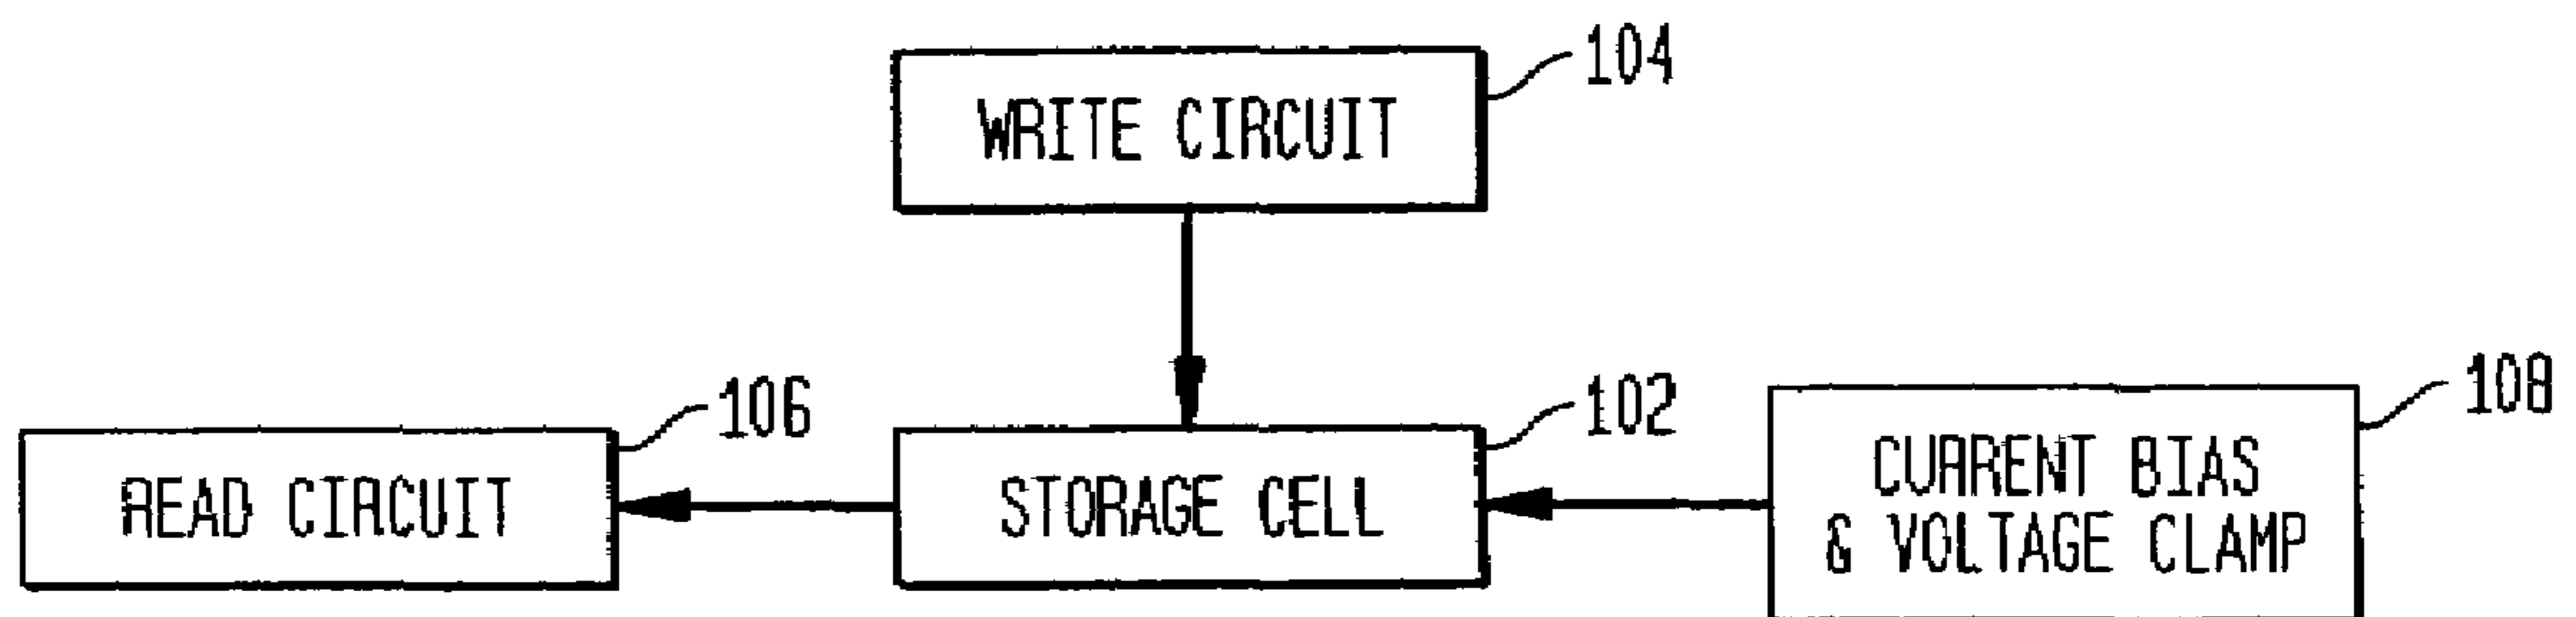 104
WRITE CIRCUIT
106
102
108
READ CIRCUIT
STORAGE CELL
CURRENT BIAS
& VOLTAGE CLAMP